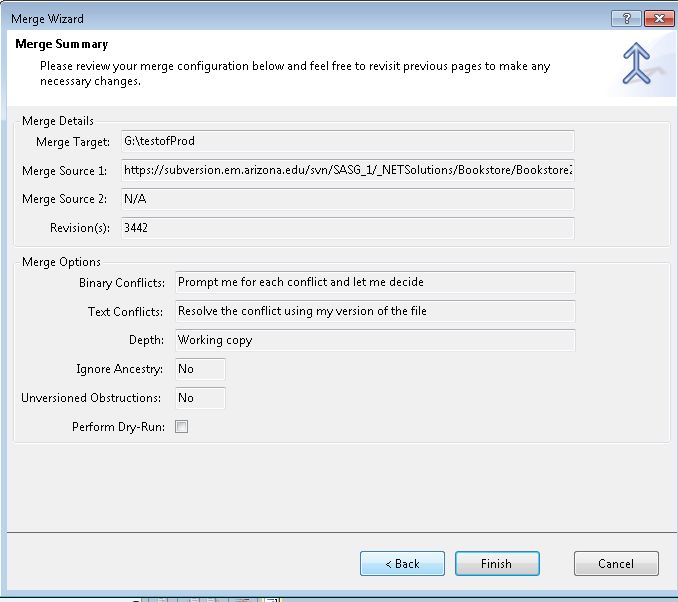 Merge Wizard
?
Merge Summary
Please review your merge configuration below and feel free to revisit previous pages to make any
necessary changes.
Merge Details
Merge Target: G:\testofProd
Merge Source 1: https://subversion.em.arizona.edu/svn/SASG_1/_NETSolutions/Bookstore/Bookstore2
Merge Source 2: N/A
Revision(s): 3442
Merge Options
Binary Conflicts: Prompt me for each conflict and let me decide
Text Conflicts: Resolve the conflict using my version of the file
Depth: Working copy
Ignore Ancestry: No
Unversioned Obstructions: No
Perform Dry-Run:
< Back Finish Cancel